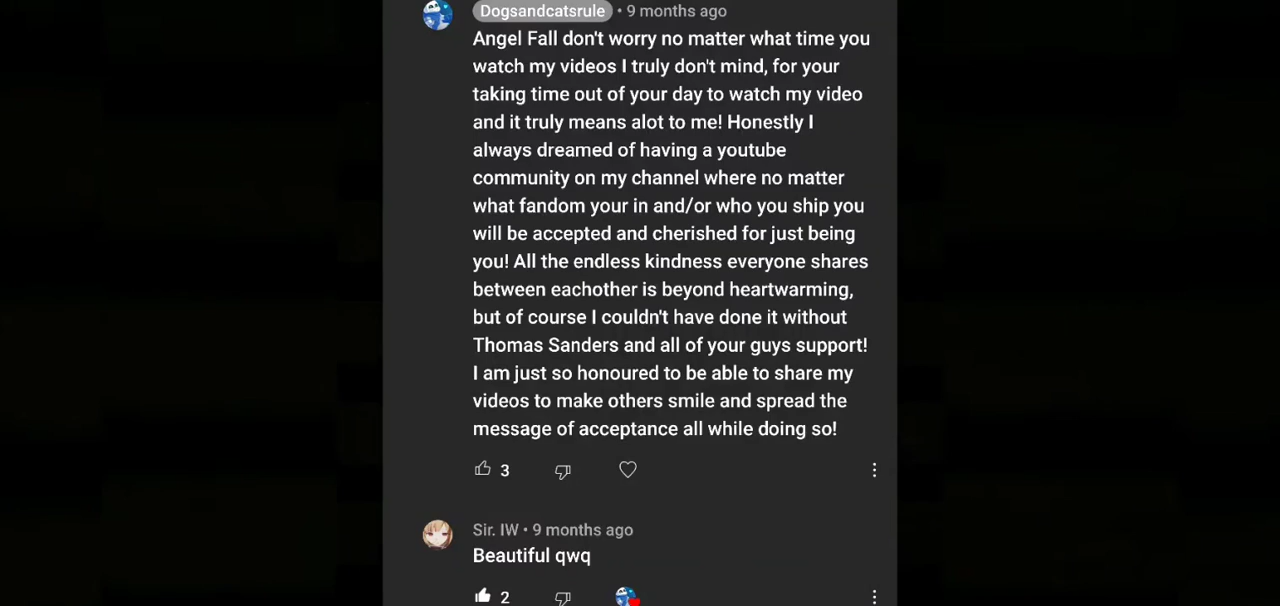 Dogsandcatsrule • 9 months ago
Angel Fall don't worry no matter what time you
watch my videos I truly don't mind, for your
taking time out of your day to watch my video
and it truly means alot to me! Honestly I
always dreamed of having a youtube
community on my channel where no matter
what fandom your in and/or who you ship you
will be accepted and cherished for just being
you! All the endless kindness everyone shares
between eachother is beyond heartwarming,
but of course I couldn't have done it without
Thomas Sanders and all of your guys support!
I am just so honoured to be able to share my
videos to make others smile and spread the
message of acceptance all while doing so!
3
Sir. IW • 9 months ago
Beautiful qwq
2